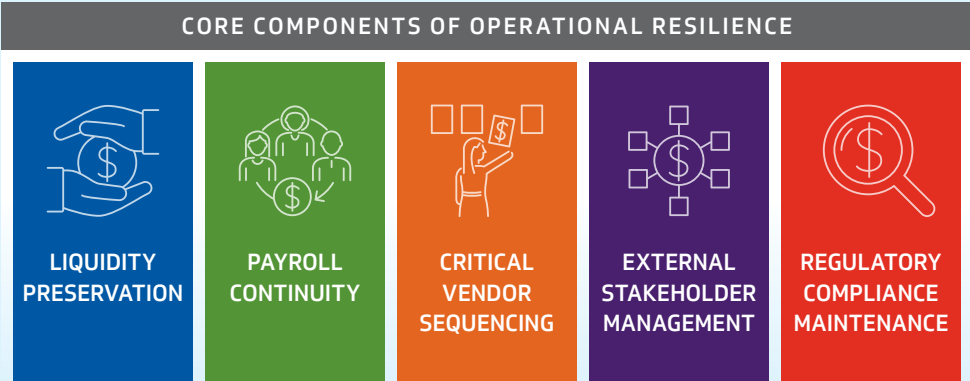 CORE COMPONENTS OF OPERATIONAL RESILIENCE
$
LIQUIDITY
PRESERVATION
$
PAYROLL
CONTINUITY
$
CRITICAL
VENDOR
SEQUENCING
$
EXTERNAL
STAKEHOLDER
MANAGEMENT
$
REGULATORY
COMPLIANCE
MAINTENANCE